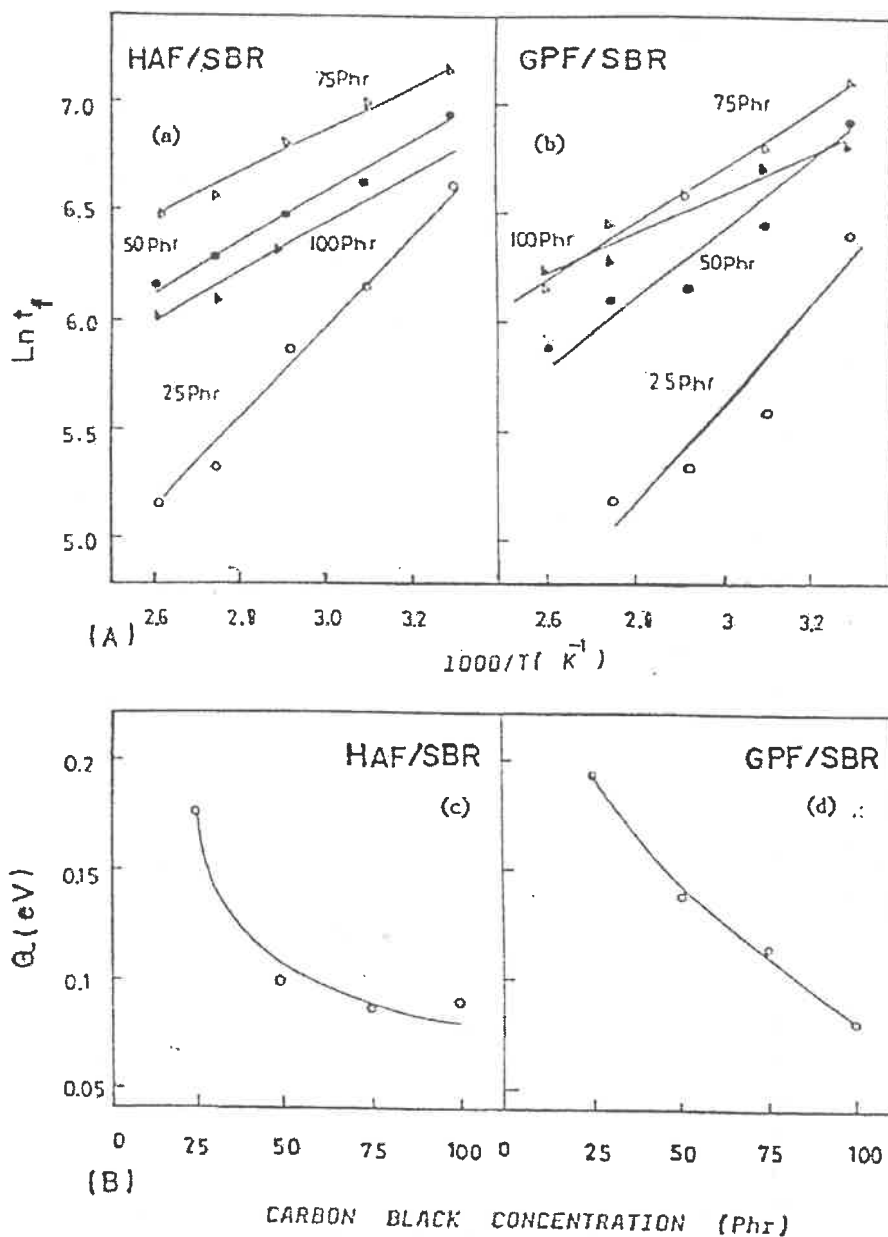 HAF/SBR
GPF/SBR
75Phr
75Phr
7.0
(a)
(b)
6.5
50Phr
100Phr
100Phr
50Phr
Ln tf
6.0
25Phr
25Phr
5.5
5.0
2.6 2.8 3.0 3.2 2.6 2.8 3 3.2
(A)
1000/T( K-1)
HAF/SBR
GPF/SBR
0.2
(c)
(d)
0.15
Q(eV)
0.1
0.05
0 25 50 75 100 0 25 50 75 100
(B)
CARBON BLACK CONCENTRATION (Phr)